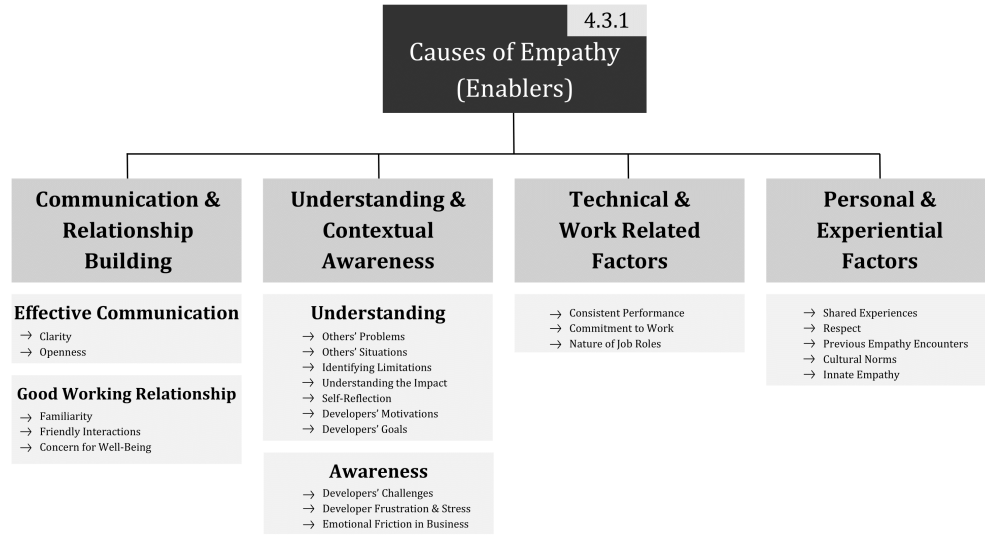 4.3.1
Causes of Empathy
(Enablers)
Communication &
Relationship
Building
Effective Communication
→ Clarity
→ Openness
Good Working Relationship
→ Familiarity
→ Friendly Interactions
→ Concern for Well-Being
Understanding &
Contextual
Awareness
Understanding
→ Others' Problems
→ Others' Situations
→ Identifying Limitations
→ Understanding the Impact
→ Self-Reflection
→ Developers' Motivations
→ Developers' Goals
Awareness
→ Developers' Challenges
→ Developer Frustration & Stress
→ Emotional Friction in Business
Technical &
Work Related
Factors
→ Consistent Performance
→ Commitment to Work
→ Nature of Job Roles
Personal &
Experiential
Factors
→ Shared Experiences
→ Respect
→ Previous Empathy Encounters
→ Cultural Norms
→ Innate Empathy